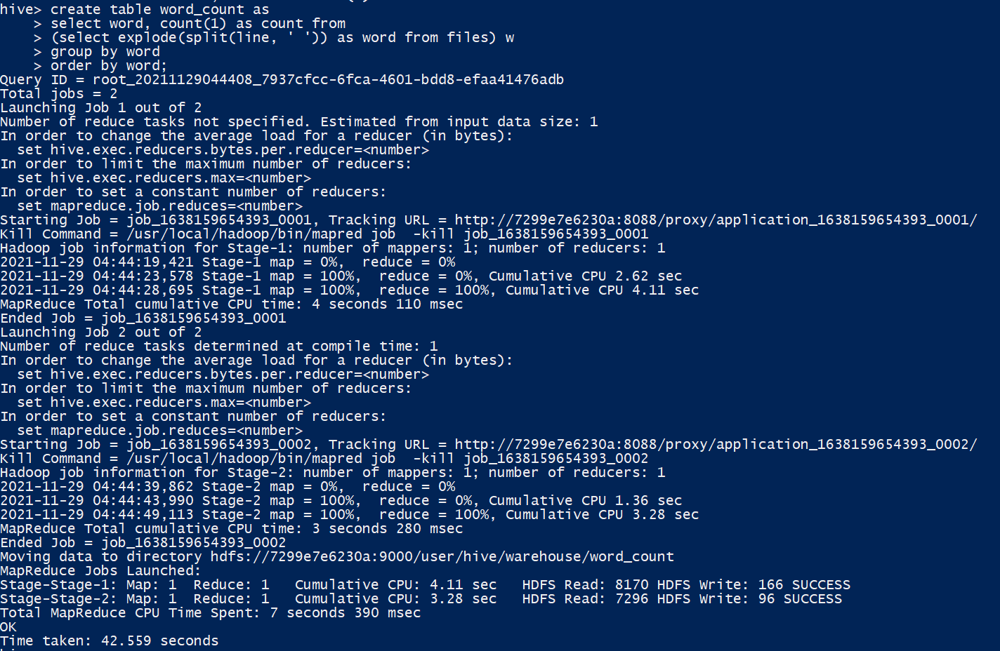 hive> create table word_count as
    > select word, count(1) as count from
    > (select explode(split(line, ' ')) as word from files) w
    > group by word
    > order by word;
Query ID = root_20211129044408_7937cfcc-6fca-4601-bdd8-efaa41476adb
Total jobs = 2
Launching Job 1 out of 2
Number of reduce tasks not specified. Estimated from input data size: 1
In order to change the average load for a reducer (in bytes):
  set hive.exec.reducers.bytes.per.reducer=<number>
In order to limit the maximum number of reducers:
  set hive.exec.reducers.max=<number>
In order to set a constant number of reducers:
  set mapreduce.job.reduces=<number>
Starting Job = job_1638159654393_0001, Tracking URL = http://7299e7e6230a:8088/proxy/application_1638159654393_0001/
Kill Command = /usr/local/hadoop/bin/mapred job  -kill job_1638159654393_0001
Hadoop job information for Stage-1: number of mappers: 1; number of reducers: 1
2021-11-29 04:44:19,421 Stage-1 map = 0%,  reduce = 0%
2021-11-29 04:44:23,578 Stage-1 map = 100%,  reduce = 0%, Cumulative CPU 2.62 sec
2021-11-29 04:44:28,695 Stage-1 map = 100%,  reduce = 100%, Cumulative CPU 4.11 sec
MapReduce Total cumulative CPU time: 4 seconds 110 msec
Ended Job = job_1638159654393_0001
Launching Job 2 out of 2
Number of reduce tasks determined at compile time: 1
In order to change the average load for a reducer (in bytes):
  set hive.exec.reducers.bytes.per.reducer=<number>
In order to limit the maximum number of reducers:
  set hive.exec.reducers.max=<number>
In order to set a constant number of reducers:
  set mapreduce.job.reduces=<number>
Starting Job = job_1638159654393_0002, Tracking URL = http://7299e7e6230a:8088/proxy/application_1638159654393_0002/
Kill Command = /usr/local/hadoop/bin/mapred job  -kill job_1638159654393_0002
Hadoop job information for Stage-2: number of mappers: 1; number of reducers: 1
2021-11-29 04:44:39,862 Stage-2 map = 0%,  reduce = 0%
2021-11-29 04:44:43,990 Stage-2 map = 100%,  reduce = 0%, Cumulative CPU 1.36 sec
2021-11-29 04:44:49,113 Stage-2 map = 100%,  reduce = 100%, Cumulative CPU 3.28 sec
MapReduce Total cumulative CPU time: 3 seconds 280 msec
Ended Job = job_1638159654393_0002
Moving data to directory hdfs://7299e7e6230a:9000/user/hive/warehouse/word_count
MapReduce Jobs Launched:
Stage-Stage-1: Map: 1  Reduce: 1   Cumulative CPU: 4.11 sec   HDFS Read: 8170 HDFS Write: 166 SUCCESS
Stage-Stage-2: Map: 1  Reduce: 1   Cumulative CPU: 3.28 sec   HDFS Read: 7296 HDFS Write: 96 SUCCESS
Total MapReduce CPU Time Spent: 7 seconds 390 msec
OK
Time taken: 42.559 seconds